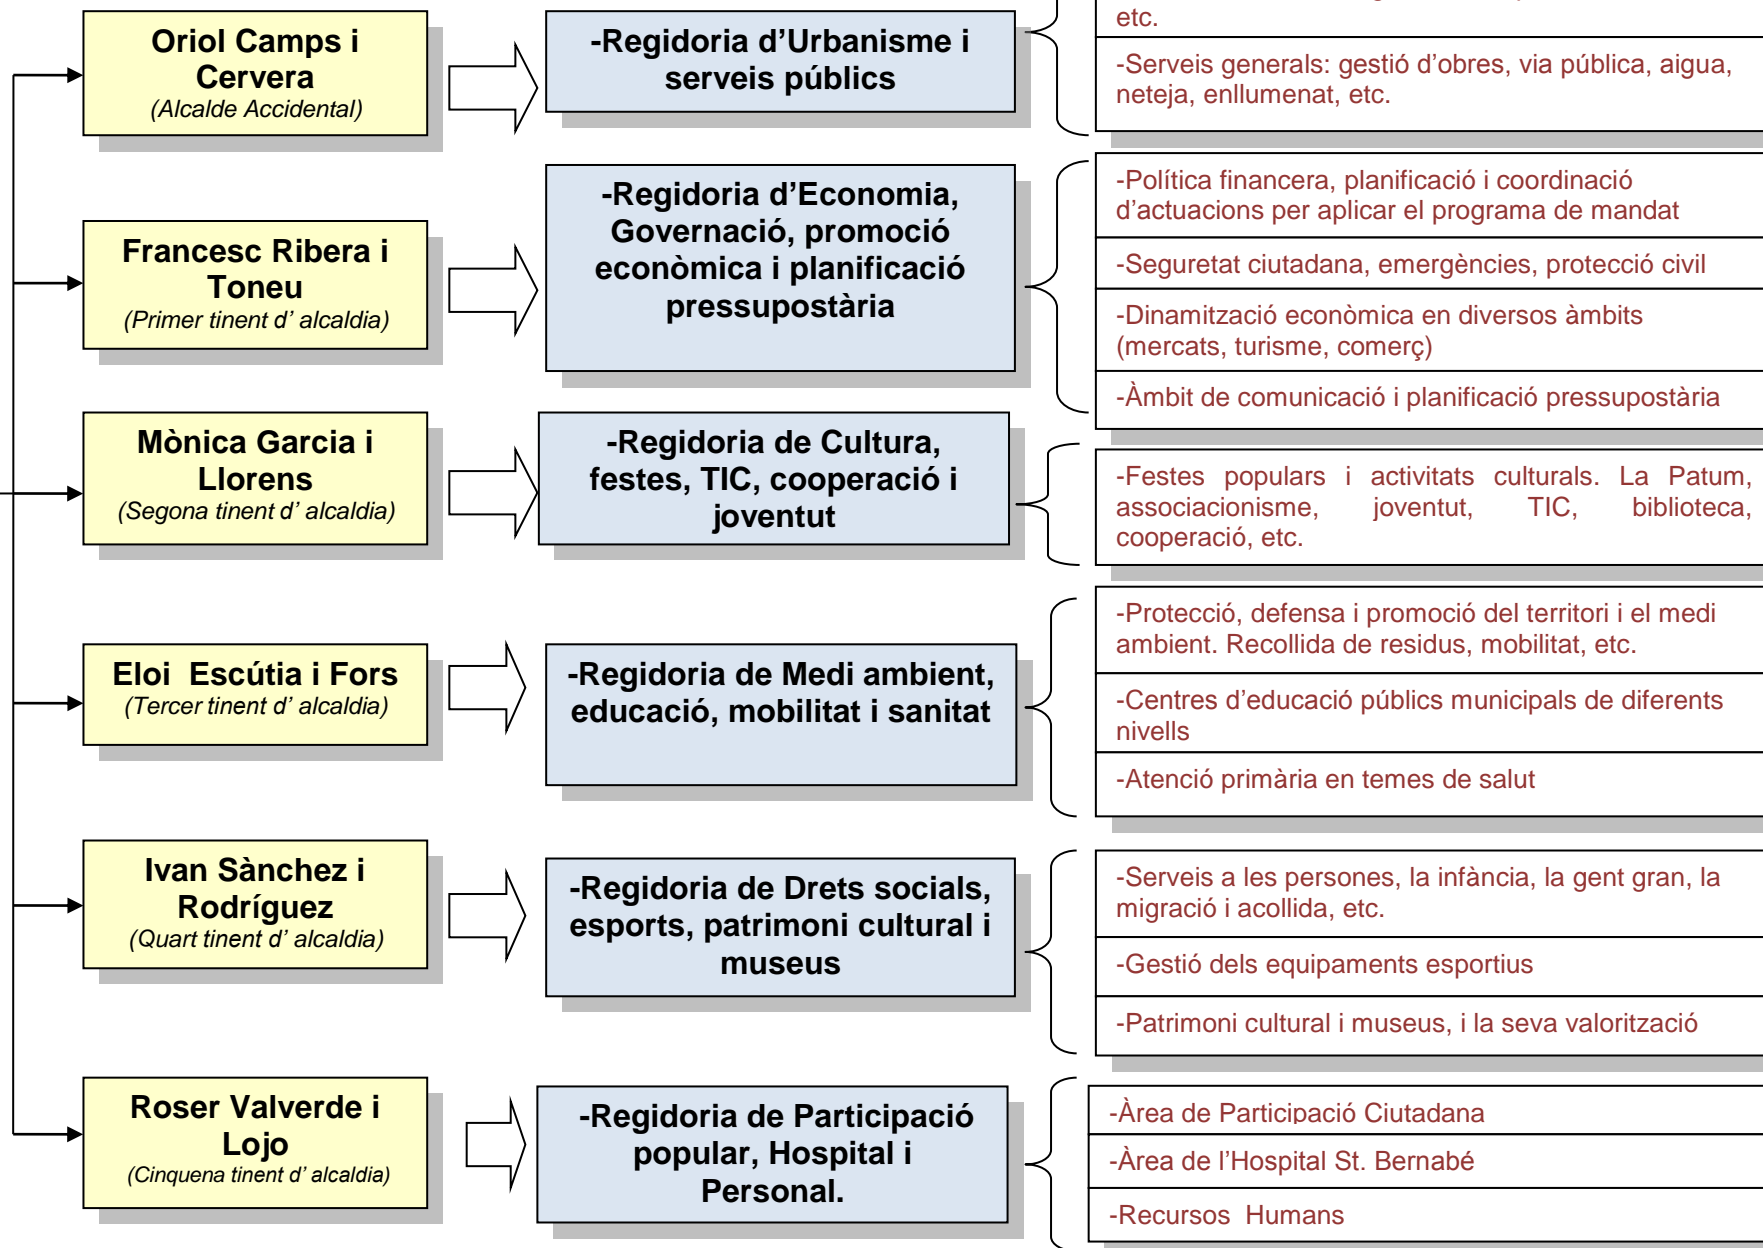 etc.
Oriol Camps i
Cervera
(Alcalde Accidental)
-Regidoria d’Urbanisme i
serveis públics
-Serveis generals: gestió d’obres, via pública, aigua,
neteja, enllumenat, etc.
Francesc Ribera i
Toneu
(Primer tinent d’ alcaldia)
-Regidoria d’Economia,
Governació, promoció
econòmica i planificació
pressupostària
-Política financera, planificació i coordinació
d’actuacions per aplicar el programa de mandat
-Seguretat ciutadana, emergències, protecció civil
-Dinamització econòmica en diversos àmbits
(mercats, turisme, comerç)
-Àmbit de comunicació i planificació pressupostària
Mònica Garcia i
Llorens
(Segona tinent d’ alcaldia)
-Regidoria de Cultura,
festes, TIC, cooperació i
joventut
-Festes populars i activitats culturals. La Patum,
associacionisme, joventut, TIC, biblioteca,
cooperació, etc.
Eloi Escútia i Fors
(Tercer tinent d’ alcaldia)
-Regidoria de Medi ambient,
educació, mobilitat i sanitat
-Protecció, defensa i promoció del territori i el medi
ambient. Recollida de residus, mobilitat, etc.
-Centres d’educació públics municipals de diferents
nivells
-Atenció primària en temes de salut
Ivan Sànchez i
Rodríguez
(Quart tinent d’ alcaldia)
-Regidoria de Drets socials,
esports, patrimoni cultural i
museus
-Serveis a les persones, la infància, la gent gran, la
migració i acollida, etc.
-Gestió dels equipaments esportius
-Patrimoni cultural i museus, i la seva valorització
Roser Valverde i
Lojo
(Cinquena tinent d’ alcaldia)
-Regidoria de Participació
popular, Hospital i
Personal.
-Àrea de Participació Ciutadana
-Àrea de l’Hospital St. Bernabé
-Recursos Humans